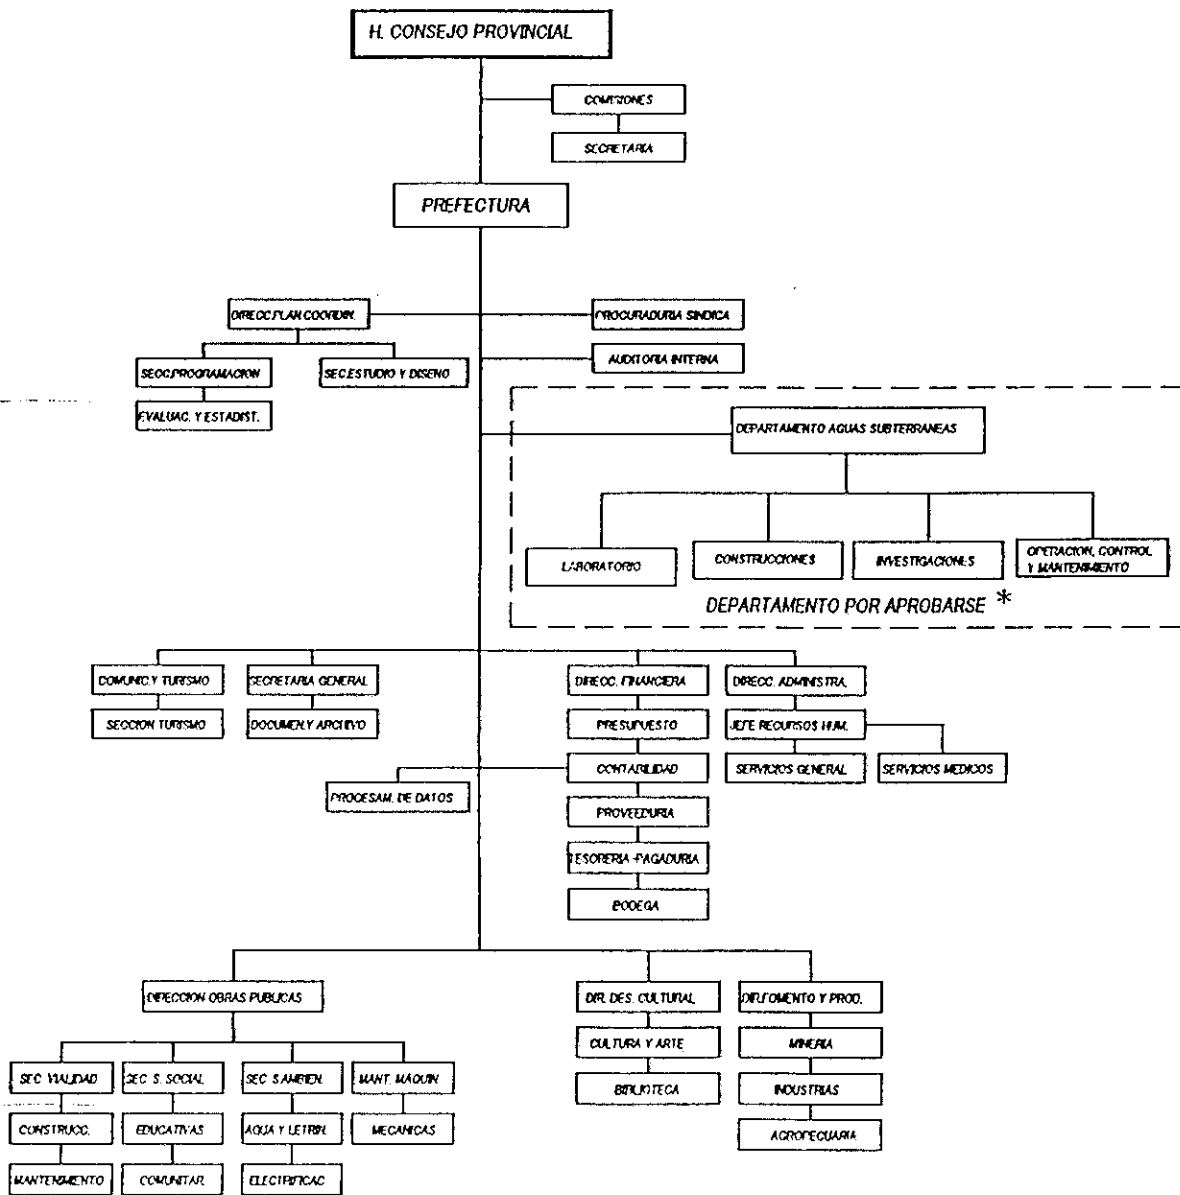 H. CONSEJO PROVINCIAL
COMISIONES
SECRETARIA
PREFECTURA
DIRECC.PLAN COORDIN.
PROCURADURIA SINDICA
AUDITORIA INTERNA
SECC.PROGRAMACION
SEC.ESTUDIO Y DISENO
EVALUAC. Y ESTADIST.
DEPARTAMENTO AGUAS SUBTERRANEAS
LABORATORIO
CONSTRUCCIONES
INVESTIGACIONES
OPERACION, CONTROL
Y MANTENIMIENTO
DEPARTAMENTO POR APROBARSE *
COMUNIC.Y TURISMO
SECRETARIA GENERAL
DIRECC. FINANCIERA
DIRECC. ADMINISTRA.
SECCION TURISMO
DOCUMEN.Y ARCHIVO
PRESUPUESTO
JEFE RECURSOS HUM.
CONTABILIDAD
SERVICIOS GENERAL
SERVICIOS MEDICOS
PROCESAM. DE DATOS
PROVEEDURIA
TESORERIA -PAGADURIA
BODEGA
DIRECCION OBRAS PUBLICAS
DIR. DES. CULTURAL
DIR.FOMENTO Y PROD.
CULTURA Y ARTE
MINERIA
SEC. VIALIDAD
SEC. S. SOCIAL
SEC. S.AMBIEN.
MANT. MAQUIN.
BIBLIOTECA
INDUSTRIAS
CONSTRUCC.
EDUCATIVAS
AGUA Y LETRIN.
MECANICAS
AGROPECUARIA
MANTENIMIENTO
COMUNITAR.
ELECTRIFICAC.